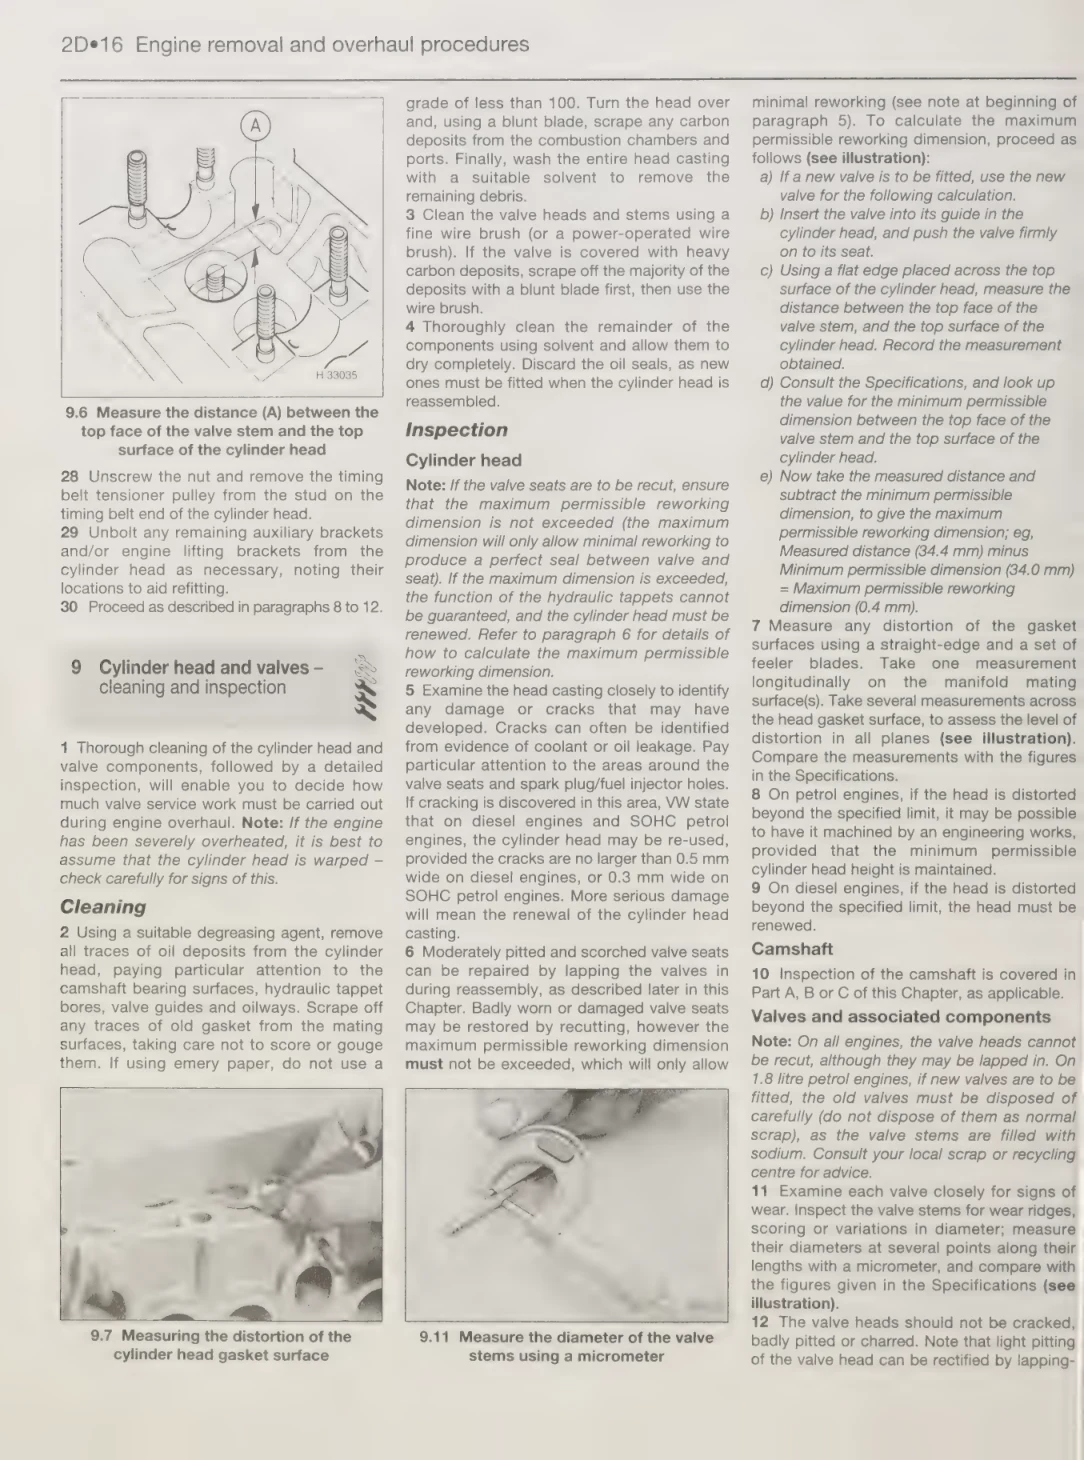 2D•16 Engine removal and overhaul procedures
A
H 33035
9.6 Measure the distance (A) between the
top face of the valve stem and the top
surface of the cylinder head
28 Unscrew the nut and remove the timing
belt tensioner pulley from the stud on the
timing belt end of the cylinder head.
29 Unbolt any remaining auxiliary brackets
and/or engine lifting brackets from the
cylinder head as necessary, noting their
locations to aid refitting.
30 Proceed as described in paragraphs 8 to 12.
9 Cylinder head and valves –
cleaning and inspection
1 Thorough cleaning of the cylinder head and
valve components, followed by a detailed
inspection, will enable you to decide how
much valve service work must be carried out
during engine overhaul. Note: If the engine
has been severely overheated, it is best to
assume that the cylinder head is warped –
check carefully for signs of this.
Cleaning
2 Using a suitable degreasing agent, remove
all traces of oil deposits from the cylinder
head, paying particular attention to the
camshaft bearing surfaces, hydraulic tappet
bores, valve guides and oilways. Scrape off
any traces of old gasket from the mating
surfaces, taking care not to score or gouge
them. If using emery paper, do not use a
9.7 Measuring the distortion of the
cylinder head gasket surface
grade of less than 100. Turn the head over
and, using a blunt blade, scrape any carbon
deposits from the combustion chambers and
ports. Finally, wash the entire head casting
with a suitable solvent to remove the
remaining debris.
3 Clean the valve heads and stems using a
fine wire brush (or a power-operated wire
brush). If the valve is covered with heavy
carbon deposits, scrape off the majority of the
deposits with a blunt blade first, then use the
wire brush.
4 Thoroughly clean the remainder of the
components using solvent and allow them to
dry completely. Discard the oil seals, as new
ones must be fitted when the cylinder head is
reassembled.
Inspection
Cylinder head
Note: If the valve seats are to be recut, ensure
that the maximum permissible reworking
dimension is not exceeded (the maximum
dimension will only allow minimal reworking to
produce a perfect seal between valve and
seat). If the maximum dimension is exceeded,
the function of the hydraulic tappets cannot
be guaranteed, and the cylinder head must be
renewed. Refer to paragraph 6 for details of
how to calculate the maximum permissible
reworking dimension.
5 Examine the head casting closely to identify
any damage or cracks that may have
developed. Cracks can often be identified
from evidence of coolant or oil leakage. Pay
particular attention to the areas around the
valve seats and spark plug/fuel injector holes.
If cracking is discovered in this area, VW state
that on diesel engines and SOHC petrol
engines, the cylinder head may be re-used,
provided the cracks are no larger than 0.5 mm
wide on diesel engines, or 0.3 mm wide on
SOHC petrol engines. More serious damage
will mean the renewal of the cylinder head
casting.
6 Moderately pitted and scorched valve seats
can be repaired by lapping the valves in
during reassembly, as described later in this
Chapter. Badly worn or damaged valve seats
may be restored by recutting, however the
maximum permissible reworking dimension
must not be exceeded, which will only allow
9.11 Measure the diameter of the valve
stems using a micrometer
minimal reworking (see note at beginning of
paragraph 5). To calculate the maximum
permissible reworking dimension, proceed as
follows (see illustration):
a) If a new valve is to be fitted, use the new
valve for the following calculation.
b) Insert the valve into its guide in the
cylinder head, and push the valve firmly
on to its seat.
c) Using a flat edge placed across the top
surface of the cylinder head, measure the
distance between the top face of the
valve stem, and the top surface of the
cylinder head. Record the measurement
obtained.
d) Consult the Specifications, and look up
the value for the minimum permissible
dimension between the top face of the
valve stem and the top surface of the
cylinder head.
e) Now take the measured distance and
subtract the minimum permissible
dimension, to give the maximum
permissible reworking dimension; eg,
Measured distance (34.4 mm) minus
Minimum permissible dimension (34.0 mm)
= Maximum permissible reworking
dimension (0.4 mm).
7 Measure any distortion of the gasket
surfaces using a straight-edge and a set of
feeler blades. Take one measurement
longitudinally on the manifold mating
surface(s). Take several measurements across
the head gasket surface, to assess the level of
distortion in all planes (see illustration).
Compare the measurements with the figures
in the Specifications.
8 On petrol engines, if the head is distorted
beyond the specified limit, it may be possible
to have it machined by an engineering works,
provided that the minimum permissible
cylinder head height is maintained.
9 On diesel engines, if the head is distorted
beyond the specified limit, the head must be
renewed.
Camshaft
10 Inspection of the camshaft is covered in
Part A, B or C of this Chapter, as applicable.
Valves and associated components
Note: On all engines, the valve heads cannot
be recut, although they may be lapped in. On
1.8 litre petrol engines, if new valves are to be
fitted, the old valves must be disposed of
carefully (do not dispose of them as normal
scrap), as the valve stems are filled with
sodium. Consult your local scrap or recycling
centre for advice.
11 Examine each valve closely for signs of
wear. Inspect the valve stems for wear ridges,
scoring or variations in diameter; measure
their diameters at several points along their
lengths with a micrometer, and compare with
the figures given in the Specifications (see
illustration).
12 The valve heads should not be cracked,
badly pitted or charred. Note that light pitting
of the valve head can be rectified by lapping-